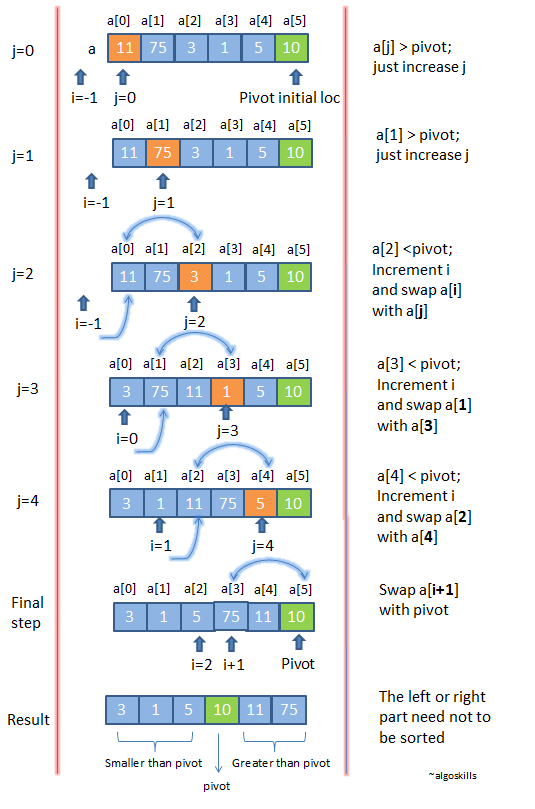 a[0] a[1] a[2] a[3] a[4] a[5]
j=0 a 11 75 3 1 5 10 a[j] > pivot;
just increase j
i=-1 j=0 Pivot initial loc
a[0] a[1] a[2] a[3] a[4] a[5]
j=1 11 75 3 1 5 10 a[1] > pivot;
just increase j
i=-1 j=1
a[0] a[1] a[2] a[3] a[4] a[5]
j=2 11 75 3 1 5 10 a[2] <pivot;
Increment i
and swap a[i]
with a[j]
i=-1 j=2
a[0] a[1] a[2] a[3] a[4] a[5]
j=3 3 75 11 1 5 10 a[3] < pivot;
Increment i
and swap a[1]
with a[3]
i=0 j=3
a[0] a[1] a[2] a[3] a[4] a[5]
j=4 3 1 11 75 5 10 a[4] < pivot;
Increment i
and swap a[2]
with a[4]
i=1 j=4
a[0] a[1] a[2] a[3] a[4] a[5]
Final
step
3 1 5 75 11 10
Swap a[i+1]
with pivot
i=2 i+1 Pivot
Result 3 1 5 10 11 75
The left or right
part need not to
be sorted
Smaller than pivot Greater than pivot
pivot
~algoskills